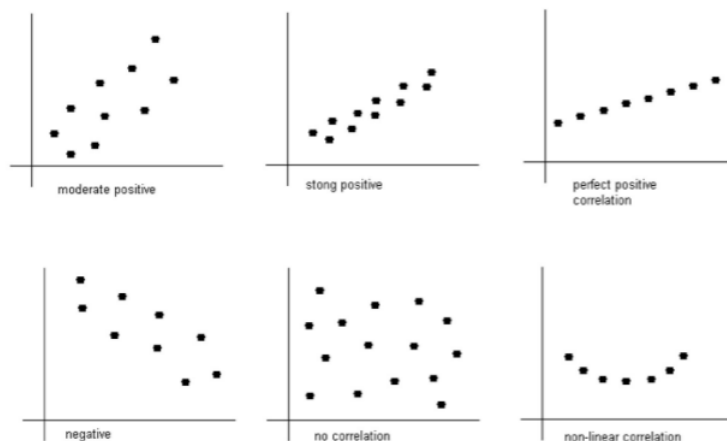 moderate positive
stong positive
perfect positive
correlation
negative
no correlation
non-linear correlation